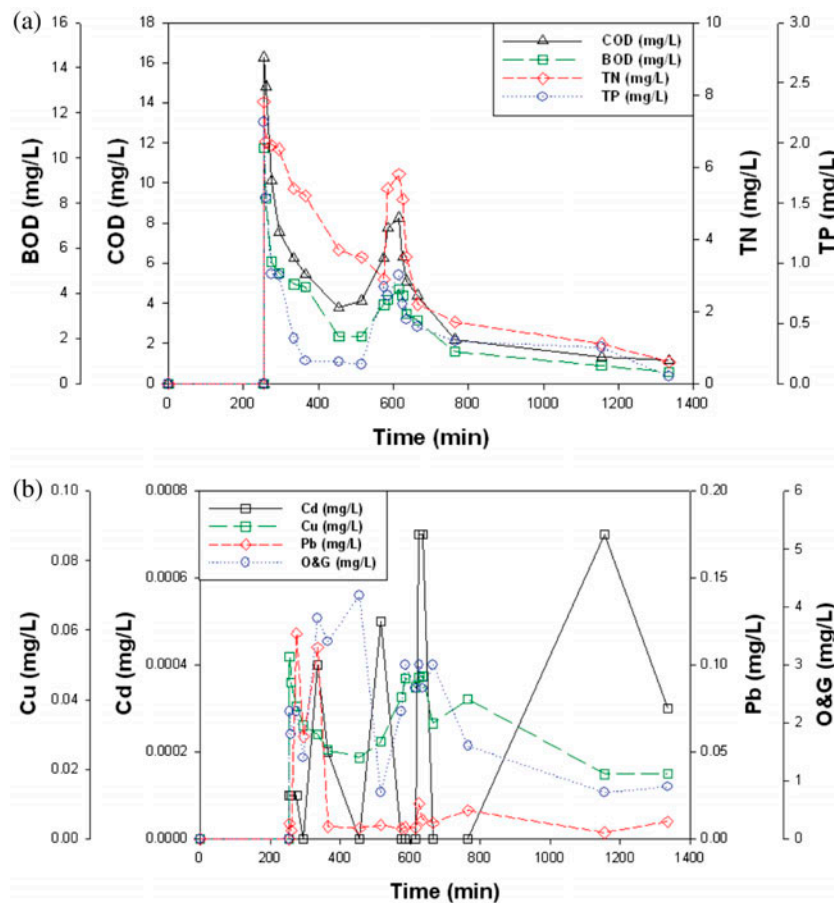 (a)
BOD (mg/L)
16
14
12
10
8
6
4
2
0
COD (mg/L)
18
16
14
12
10
8
6
4
2
0
COD (mg/L)
BOD (mg/L)
TN (mg/L)
TP (mg/L)
10
8
6
4
2
0
TN (mg/L)
3.0
2.5
2.0
1.5
1.0
0.5
0.0
TP (mg/L)
0 200 400 600 800 1000 1200 1400
Time (min)
(b)
Cu (mg/L)
0.10
0.08
0.06
0.04
0.02
0.00
Cd (mg/L)
0.0008
0.0006
0.0004
0.0002
0.0000
Cd (mg/L)
Cu (mg/L)
Pb (mg/L)
O&G (mg/L)
0.20
0.15
0.10
0.05
0.00
Pb (mg/L)
6
5
4
3
2
1
0
O&G (mg/L)
0 200 400 600 800 1000 1200 1400
Time (min)